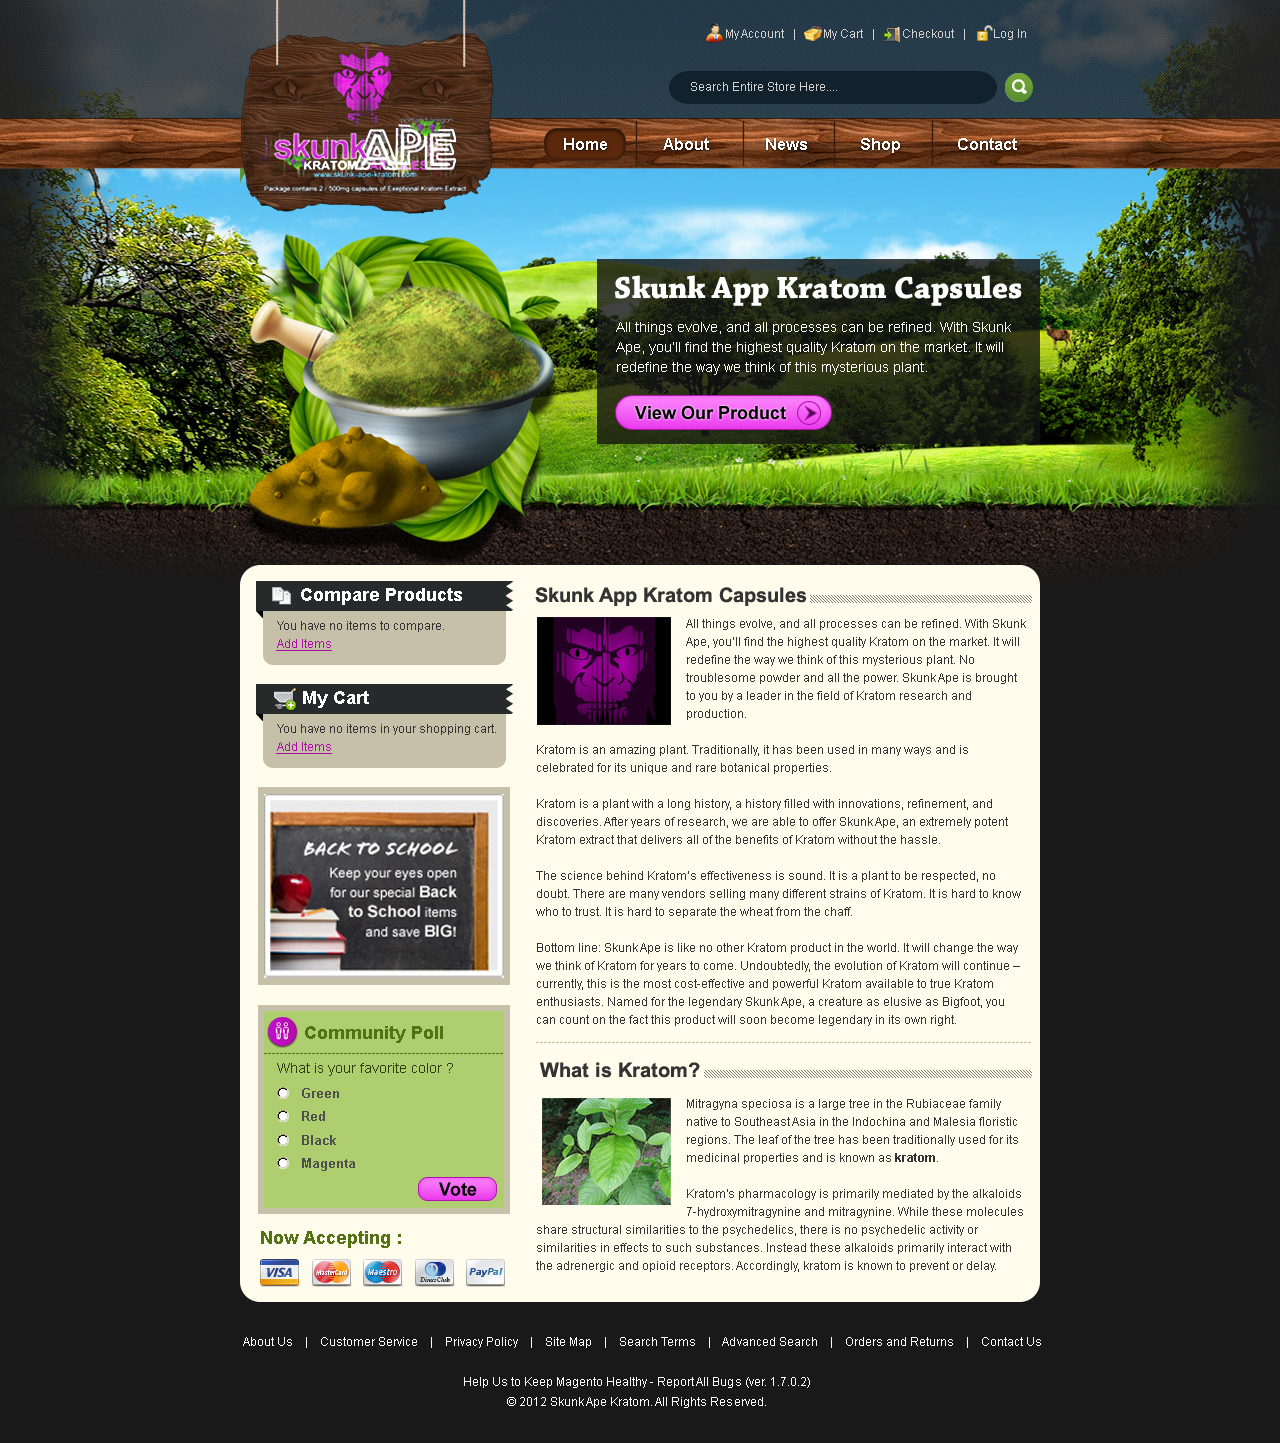 My Account | My Cart | Checkout | Log In
Search Entire Store Here....
skunk APE
KRATOM CAPSULES
www.skunk-ape-kratom.com
Package contains 2 / 500mg capsules of Exeptional Kratom Extract
Home About News Shop Contact
Skunk App Kratom Capsules
All things evolve, and all processes can be refined. With Skunk
Ape, you'll find the highest quality Kratom on the market. It will
redefine the way we think of this mysterious plant.
View Our Product
Compare Products
You have no items to compare.
Add Items
My Cart
You have no items in your shopping cart.
Add Items
BACK TO SCHOOL
Keep your eyes open
for our special Back
to School items
and save BIG!
Community Poll
What is your favorite color ?
Green
Red
Black
Magenta
Vote
Now Accepting :
VISA MasterCard Maestro Diners Club PayPal
Skunk App Kratom Capsules
All things evolve, and all processes can be refined. With Skunk
Ape, you'll find the highest quality Kratom on the market. It will
redefine the way we think of this mysterious plant. No
troublesome powder and all the power. Skunk Ape is brought
to you by a leader in the field of Kratom research and
production.
Kratom is an amazing plant. Traditionally, it has been used in many ways and is
celebrated for its unique and rare botanical properties.
Kratom is a plant with a long history, a history filled with innovations, refinement, and
discoveries. After years of research, we are able to offer Skunk Ape, an extremely potent
Kratom extract that delivers all of the benefits of Kratom without the hassle.
The science behind Kratom's effectiveness is sound. It is a plant to be respected, no
doubt. There are many vendors selling many different strains of Kratom. It is hard to know
who to trust. It is hard to separate the wheat from the chaff.
Bottom line: Skunk Ape is like no other Kratom product in the world. It will change the way
we think of Kratom for years to come. Undoubtedly, the evolution of Kratom will continue –
currently, this is the most cost-effective and powerful Kratom available to true Kratom
enthusiasts. Named for the legendary Skunk Ape, a creature as elusive as Bigfoot, you
can count on the fact this product will soon become legendary in its own right.
What is Kratom?
Mitragyna speciosa is a large tree in the Rubiaceae family
native to Southeast Asia in the Indochina and Malesia floristic
regions. The leaf of the tree has been traditionally used for its
medicinal properties and is known as kratom.
Kratom's pharmacology is primarily mediated by the alkaloids
7-hydroxymitragynine and mitragynine. While these molecules
share structural similarities to the psychedelics, there is no psychedelic activity or
similarities in effects to such substances. Instead these alkaloids primarily interact with
the adrenergic and opioid receptors. Accordingly, kratom is known to prevent or delay.
About Us | Customer Service | Privacy Policy | Site Map | Search Terms | Advanced Search | Orders and Returns | Contact Us
Help Us to Keep Magento Healthy - Report All Bugs (ver. 1.7.0.2)
© 2012 Skunk Ape Kratom. All Rights Reserved.